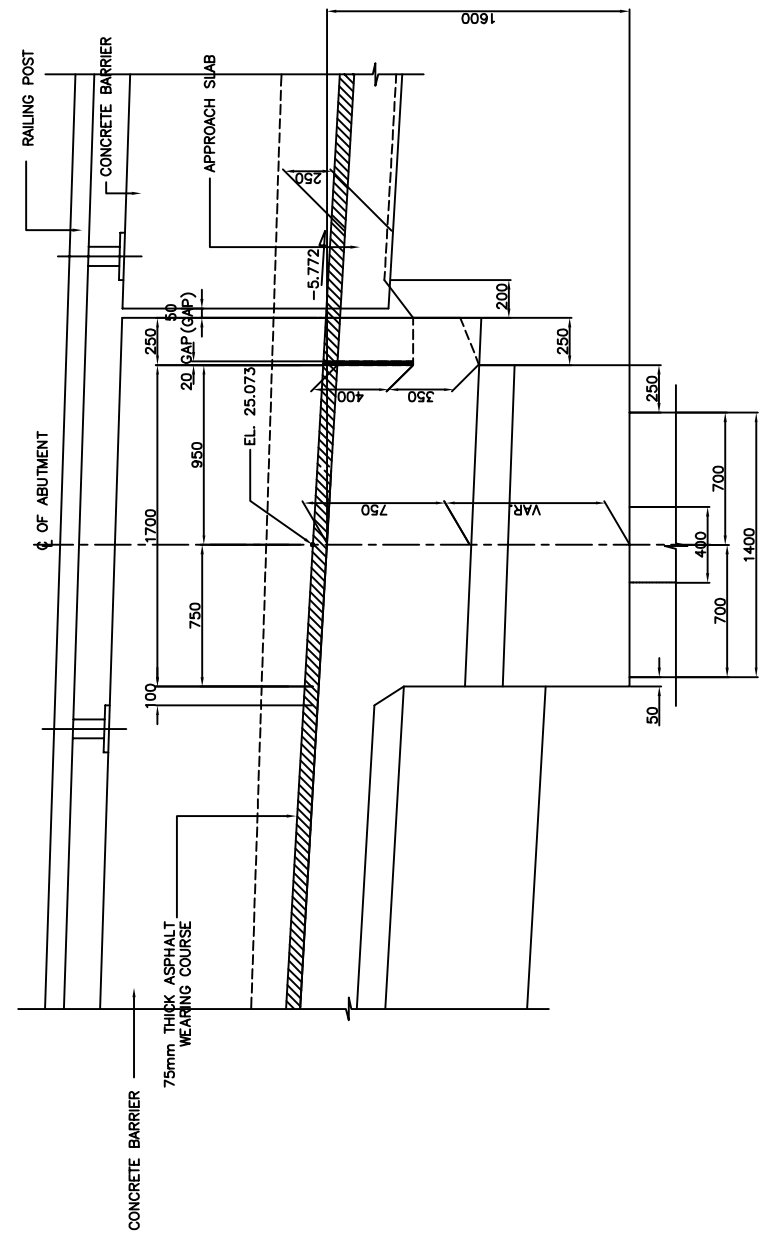 RAILING POST
CONCRETE BARRIER
APPROACH SLAB
1600
250
-5.772
50
(GAP)
20 GAP
200
250
250
250
EL. 25.073
400
350
℄ OF ABUTMENT
950
1700
750
VAR.
750
700
400
1400
700
100
50
75mm THICK ASPHALT
WEARING COURSE
CONCRETE BARRIER